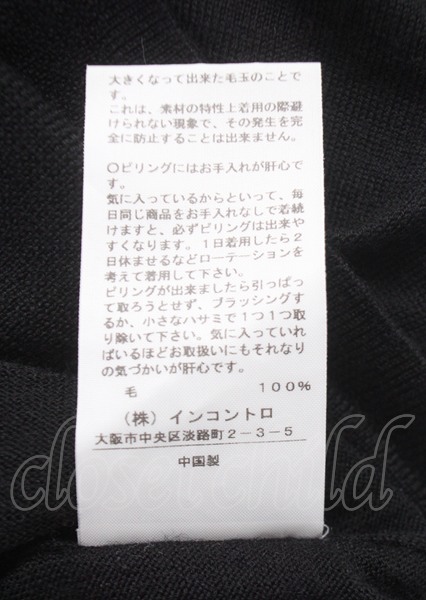 大きくなって出来た毛玉のことで
す。
これは、素材の特性上着用の際避
けられない現象で、その発生を完
全に防止することは出来ません。
〇ピリングにはお手入れが肝心で
す。
気に入っているからといって、毎
日同じ商品をお手入れなしで着続
けますと、必ずピリングは出来や
すくなります。１日着用したら２
日休ませるなどローテーションを
考えて着用して下さい。
ピリングが出来ましたら引っぱっ
て取ろうとせず、ブラッシングす
るか、小さなハサミで１つ１つ取
り除いて下さい。気に入っていれ
ばいるほどお取扱いにもそれなり
の気づかいが肝心です。
毛 １００％
（株）インコントロ
大阪市中央区淡路町２－３－５
中国製
closet child